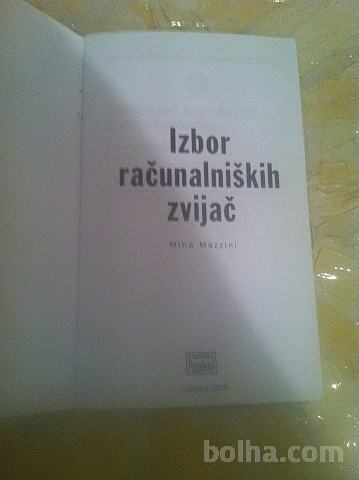 Izbor
računalniških
zvijač
Miha Mazzini
bolha.com